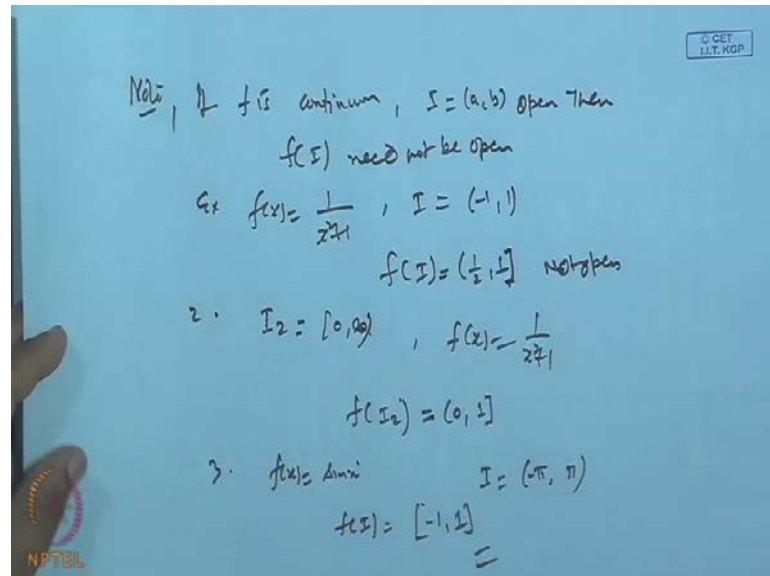 © CET
I.I.T. KGP
Note, If f is continuous, I = (a,b) open Then
f(I) need not be open
Ex f(x) = 1/(x²+1), I = (-1, 1)
f(I) = (1/2, 1] Not open
2. I₂ = [0, ∞), f(x) = 1/(x²+1)
f(I₂) = (0, 1]
3. f(x) = sin x I = (-π, π)
f(I) = [-1, 1]
NPTEL